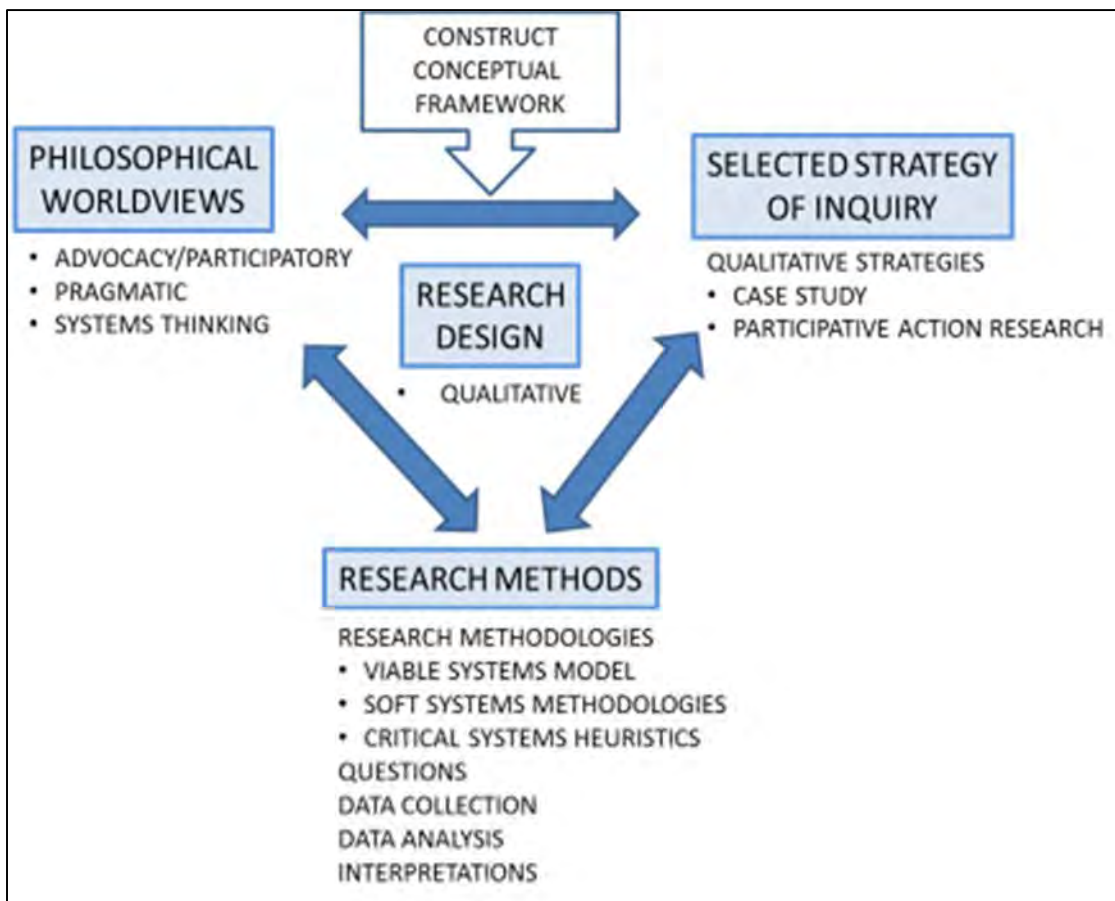 CONSTRUCT
CONCEPTUAL
FRAMEWORK
PHILOSOPHICAL
WORLDVIEWS
• ADVOCACY/PARTICIPATORY
• PRAGMATIC
• SYSTEMS THINKING
SELECTED STRATEGY
OF INQUIRY
QUALITATIVE STRATEGIES
• CASE STUDY
• PARTICIPATIVE ACTION RESEARCH
RESEARCH
DESIGN
• QUALITATIVE
RESEARCH METHODS
RESEARCH METHODOLOGIES
• VIABLE SYSTEMS MODEL
• SOFT SYSTEMS METHODOLOGIES
• CRITICAL SYSTEMS HEURISTICS
QUESTIONS
DATA COLLECTION
DATA ANALYSIS
INTERPRETATIONS